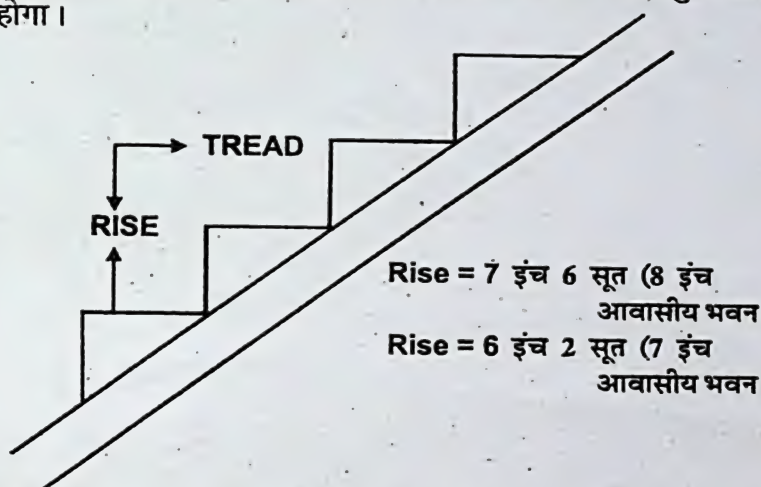 होगा।
TREAD
RISE
Rise = 7 इंच 6 सूत (8 इंच
आवासीय भवन
Rise = 6 इंच 2 सूत (7 इंच
आवासीय भवन